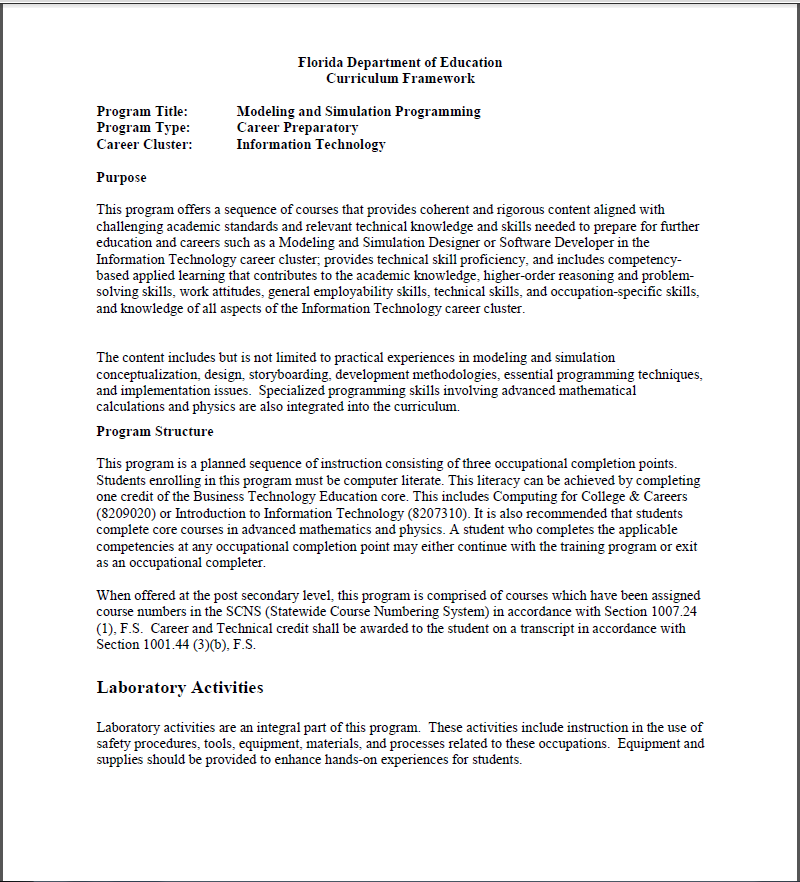 Florida Department of Education
Curriculum Framework
Program Title: Modeling and Simulation Programming
Program Type: Career Preparatory
Career Cluster: Information Technology
Purpose
This program offers a sequence of courses that provides coherent and rigorous content aligned with
challenging academic standards and relevant technical knowledge and skills needed to prepare for further
education and careers such as a Modeling and Simulation Designer or Software Developer in the
Information Technology career cluster; provides technical skill proficiency, and includes competency-
based applied learning that contributes to the academic knowledge, higher-order reasoning and problem-
solving skills, work attitudes, general employability skills, technical skills, and occupation-specific skills,
and knowledge of all aspects of the Information Technology career cluster.
The content includes but is not limited to practical experiences in modeling and simulation
conceptualization, design, storyboarding, development methodologies, essential programming techniques,
and implementation issues.  Specialized programming skills involving advanced mathematical
calculations and physics are also integrated into the curriculum.
Program Structure
This program is a planned sequence of instruction consisting of three occupational completion points.
Students enrolling in this program must be computer literate. This literacy can be achieved by completing
one credit of the Business Technology Education core. This includes Computing for College & Careers
(8209020) or Introduction to Information Technology (8207310). It is also recommended that students
complete core courses in advanced mathematics and physics. A student who completes the applicable
competencies at any occupational completion point may either continue with the training program or exit
as an occupational completer.
When offered at the post secondary level, this program is comprised of courses which have been assigned
course numbers in the SCNS (Statewide Course Numbering System) in accordance with Section 1007.24
(1), F.S.  Career and Technical credit shall be awarded to the student on a transcript in accordance with
Section 1001.44 (3)(b), F.S.
Laboratory Activities
Laboratory activities are an integral part of this program.  These activities include instruction in the use of
safety procedures, tools, equipment, materials, and processes related to these occupations.  Equipment and
supplies should be provided to enhance hands-on experiences for students.